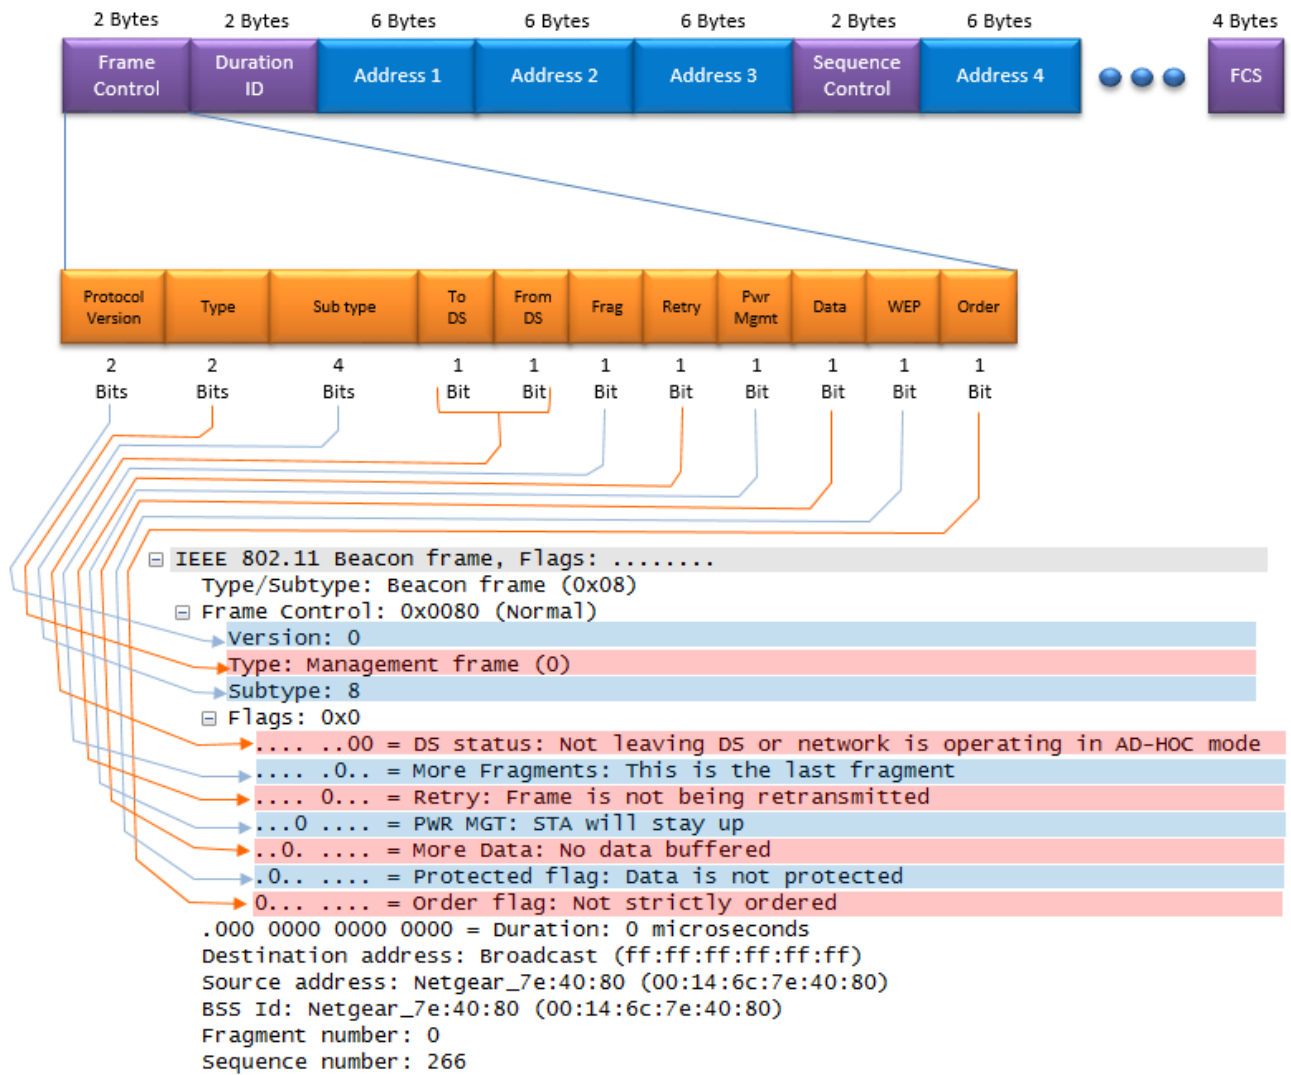 2 Bytes 2 Bytes 6 Bytes 6 Bytes 6 Bytes 2 Bytes 6 Bytes 4 Bytes
Frame Control Duration ID Address 1 Address 2 Address 3 Sequence Control Address 4 FCS
Protocol Version Type Sub type To DS From DS Frag Retry Pwr Mgmt Data WEP Order
2 Bits 2 Bits 4 Bits 1 Bit 1 Bit 1 Bit 1 Bit 1 Bit 1 Bit 1 Bit 1 Bit
IEEE 802.11 Beacon frame, Flags: ........
Type/Subtype: Beacon frame (0x08)
Frame Control: 0x0080 (Normal)
Version: 0
Type: Management frame (0)
Subtype: 8
Flags: 0x0
.... ..00 = DS status: Not leaving DS or network is operating in AD-HOC mode
.... .0.. = More Fragments: This is the last fragment
.... 0... = Retry: Frame is not being retransmitted
...0 .... = PWR MGT: STA will stay up
..0. .... = More Data: No data buffered
.0.. .... = Protected flag: Data is not protected
0... .... = Order flag: Not strictly ordered
.000 0000 0000 0000 = Duration: 0 microseconds
Destination address: Broadcast (ff:ff:ff:ff:ff:ff)
Source address: Netgear_7e:40:80 (00:14:6c:7e:40:80)
BSS Id: Netgear_7e:40:80 (00:14:6c:7e:40:80)
Fragment number: 0
Sequence number: 266